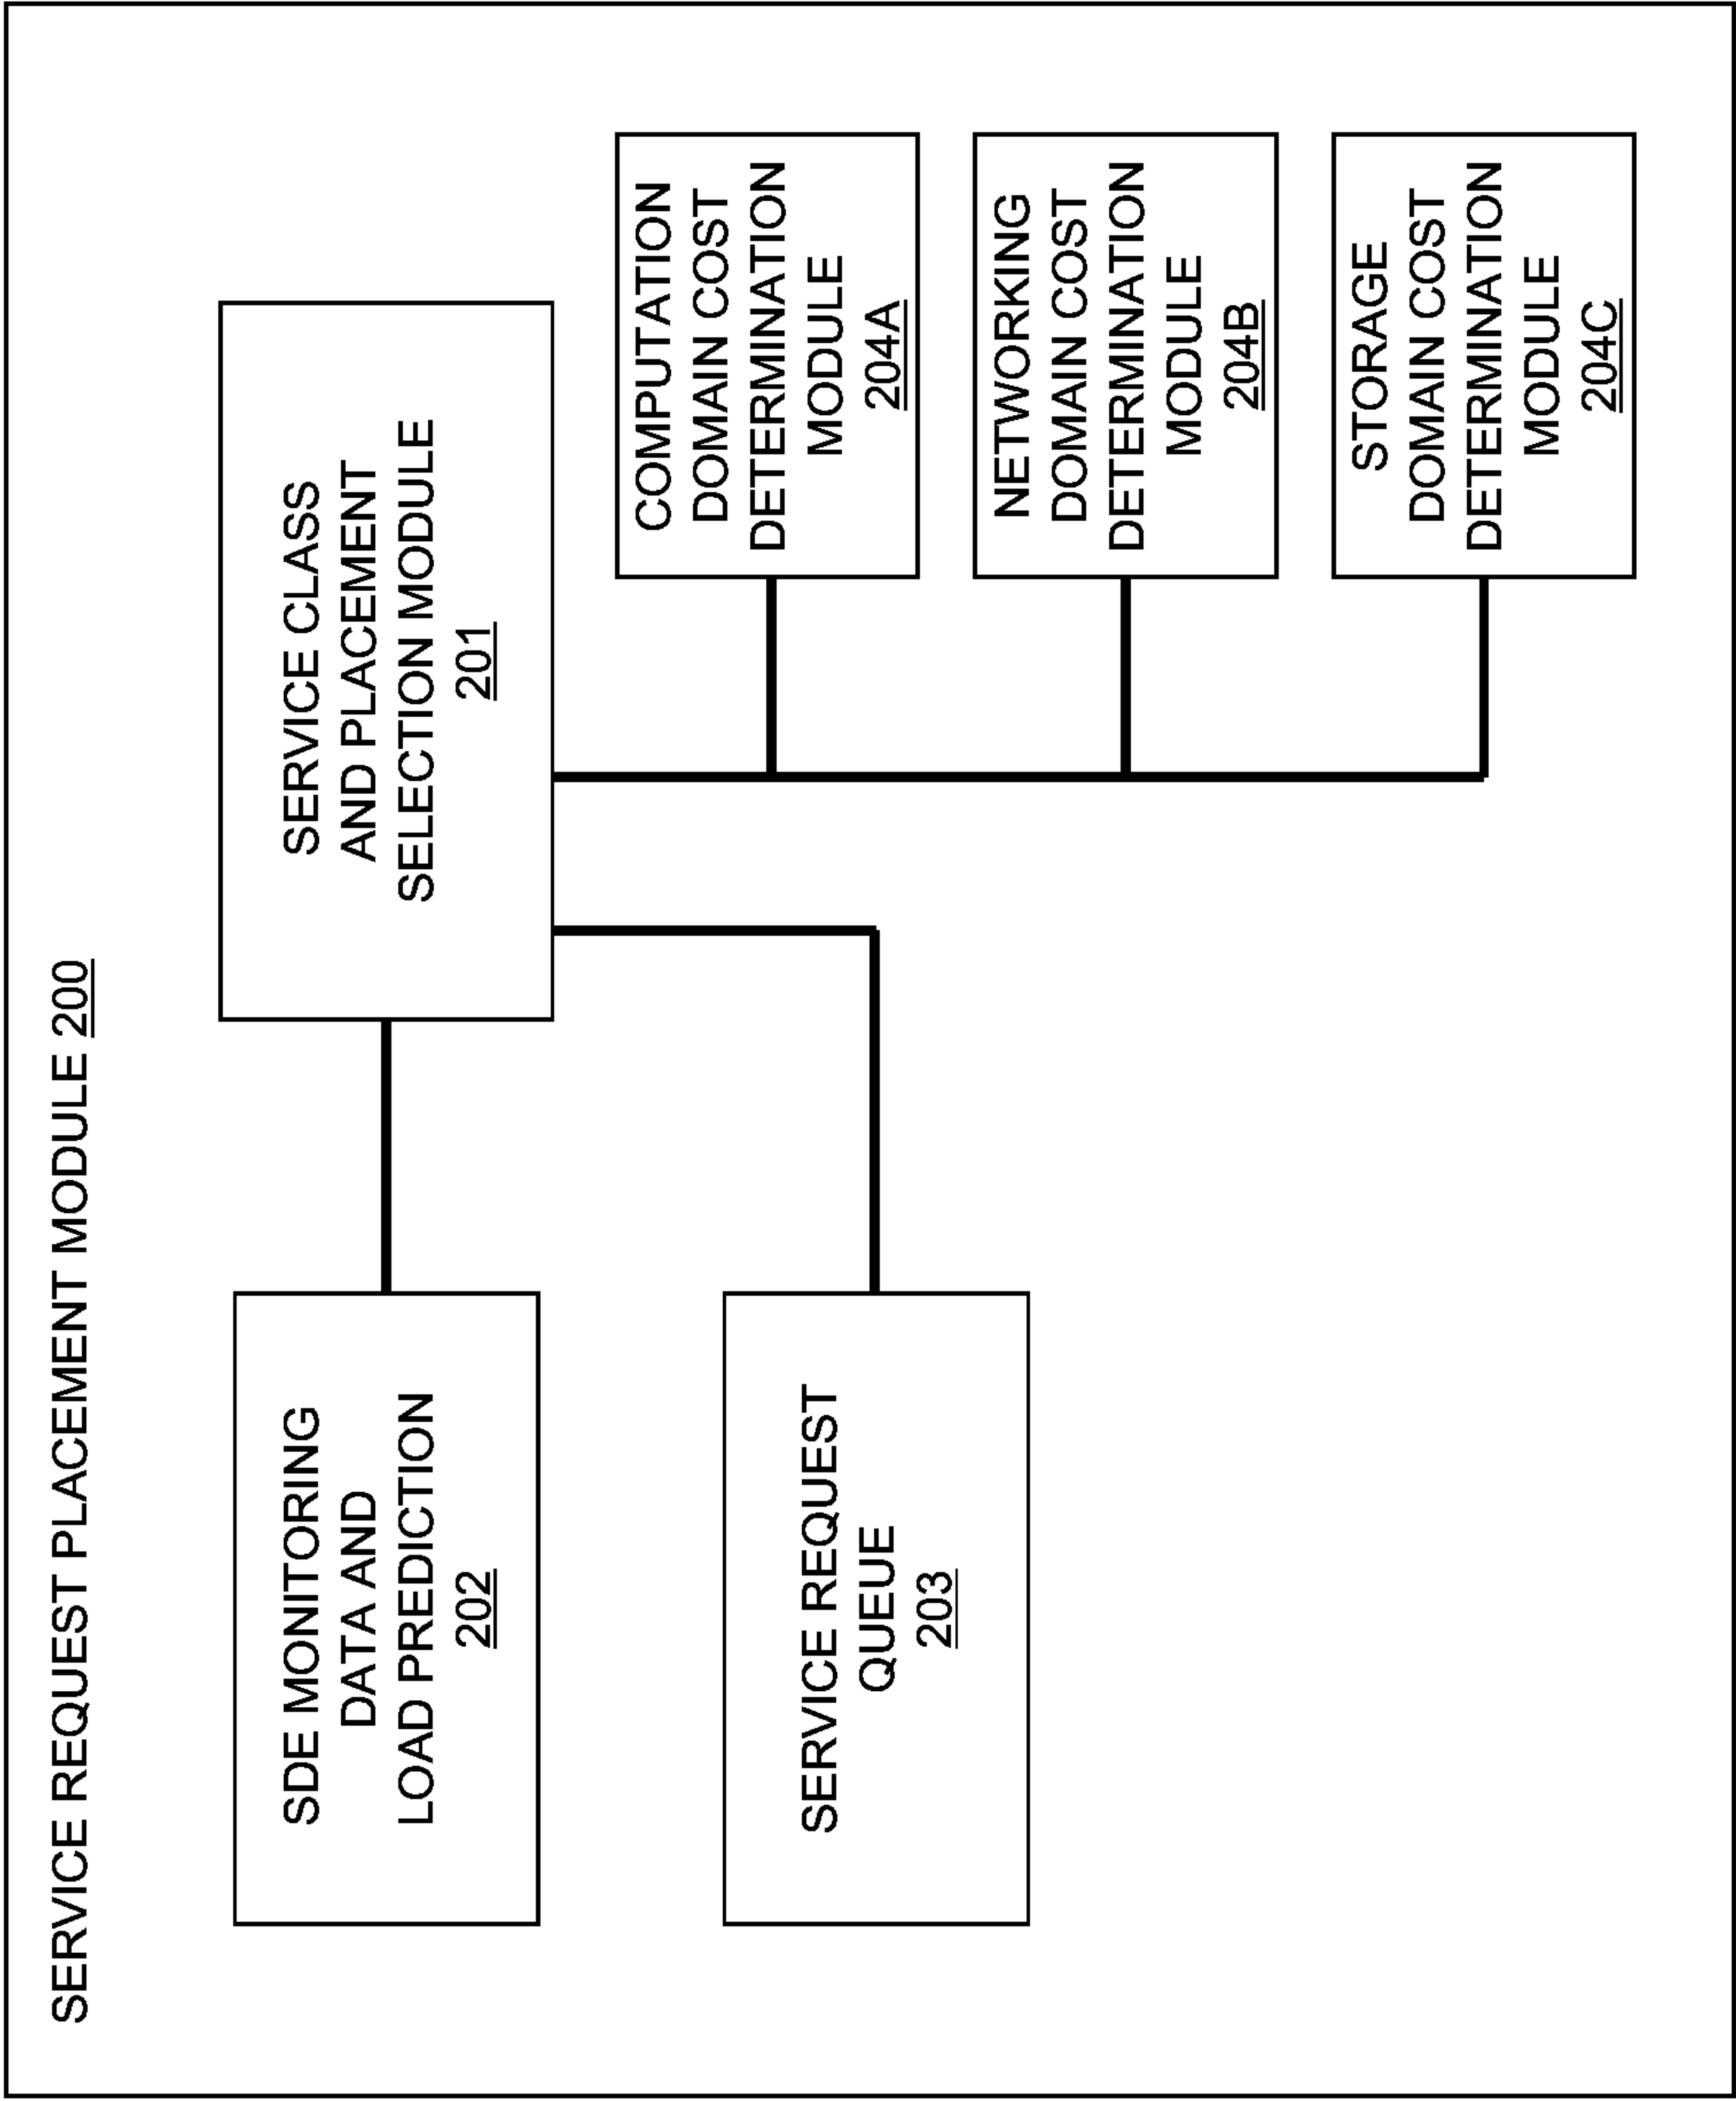 SERVICE REQUEST PLACEMENT MODULE 200
SDE MONITORING
DATA AND
LOAD PREDICTION
202
SERVICE CLASS
AND PLACEMENT
SELECTION MODULE
201
SERVICE REQUEST
QUEUE
203
COMPUTATION
DOMAIN COST
DETERMINATION
MODULE
204A
NETWORKING
DOMAIN COST
DETERMINATION
MODULE
204B
STORAGE
DOMAIN COST
DETERMINATION
MODULE
204C